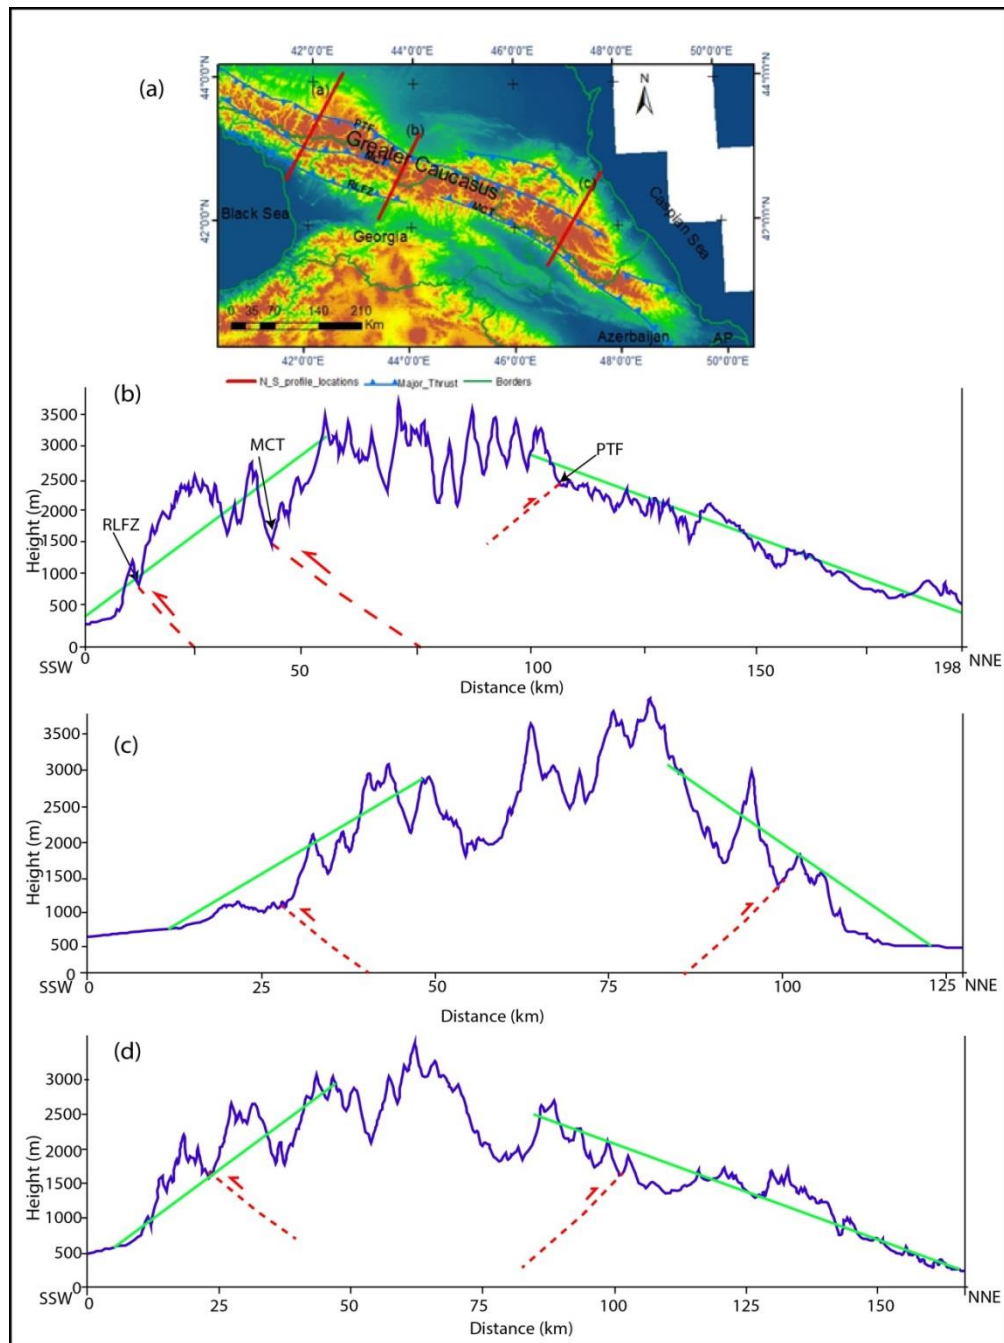 (a)
42°0'0"E 44°0'0"E 46°0'0"E 48°0'0"E 50°0'0"E
44°0'0"N
42°0'0"N
44°0'0"N
42°0'0"N
N
(a)
(b)
(c)
PTF
Greater Caucasus
MCT
RLFZ
MCT
Black Sea
Georgia
Caspian Sea
Azerbaijan
AP
0 35 70 140 210
Km
42°0'0"E 44°0'0"E 46°0'0"E 48°0'0"E 50°0'0"E
N_S_profile_locations Major_Thrust Borders
(b)
Height (m)
3500
3000
2500
2000
1500
1000
500
0
RLFZ
MCT
PTF
0 50 100 150 198
SSW NNE
Distance (km)
(c)
Height (m)
3500
3000
2500
2000
1500
1000
500
0
SSW 0 25 50 75 100 125 NNE
Distance (km)
(d)
Height (m)
3000
2500
2000
1500
1000
500
0
SSW 0 25 50 75 100 125 150 NNE
Distance (km)